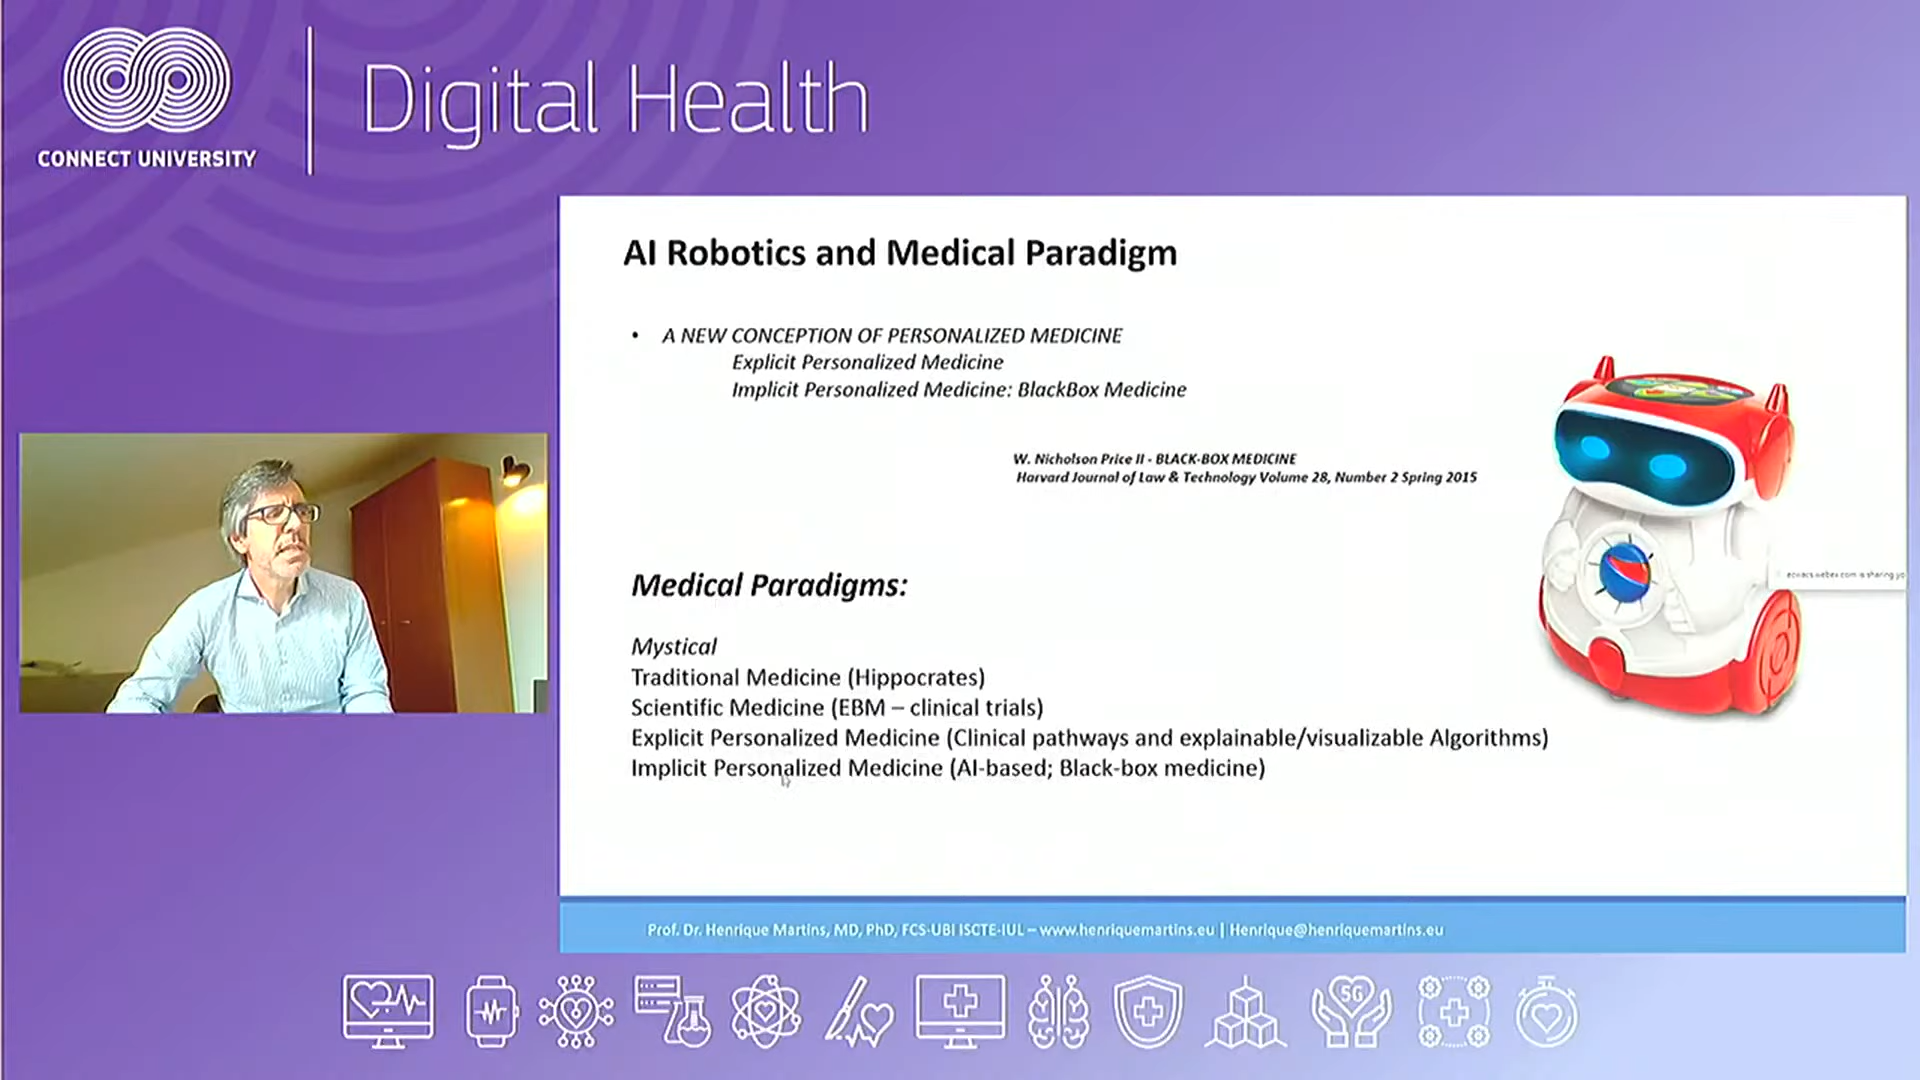 CONNECT UNIVERSITY
Digital Health
AI Robotics and Medical Paradigm
• A NEW CONCEPTION OF PERSONALIZED MEDICINE
Explicit Personalized Medicine
Implicit Personalized Medicine: BlackBox Medicine
W. Nicholson Price II - BLACK-BOX MEDICINE
Harvard Journal of Law & Technology Volume 28, Number 2 Spring 2015
Medical Paradigms:
Mystical
Traditional Medicine (Hippocrates)
Scientific Medicine (EBM – clinical trials)
Explicit Personalized Medicine (Clinical pathways and explainable/visualizable Algorithms)
Implicit Personalized Medicine (AI-based; Black-box medicine)
is sharing
Prof. Dr. Henrique Martins, MD, PhD, FCS-UBI ISCTE-IUL – www.henriquemartins.eu | Henrique@henriquemartins.eu
5G